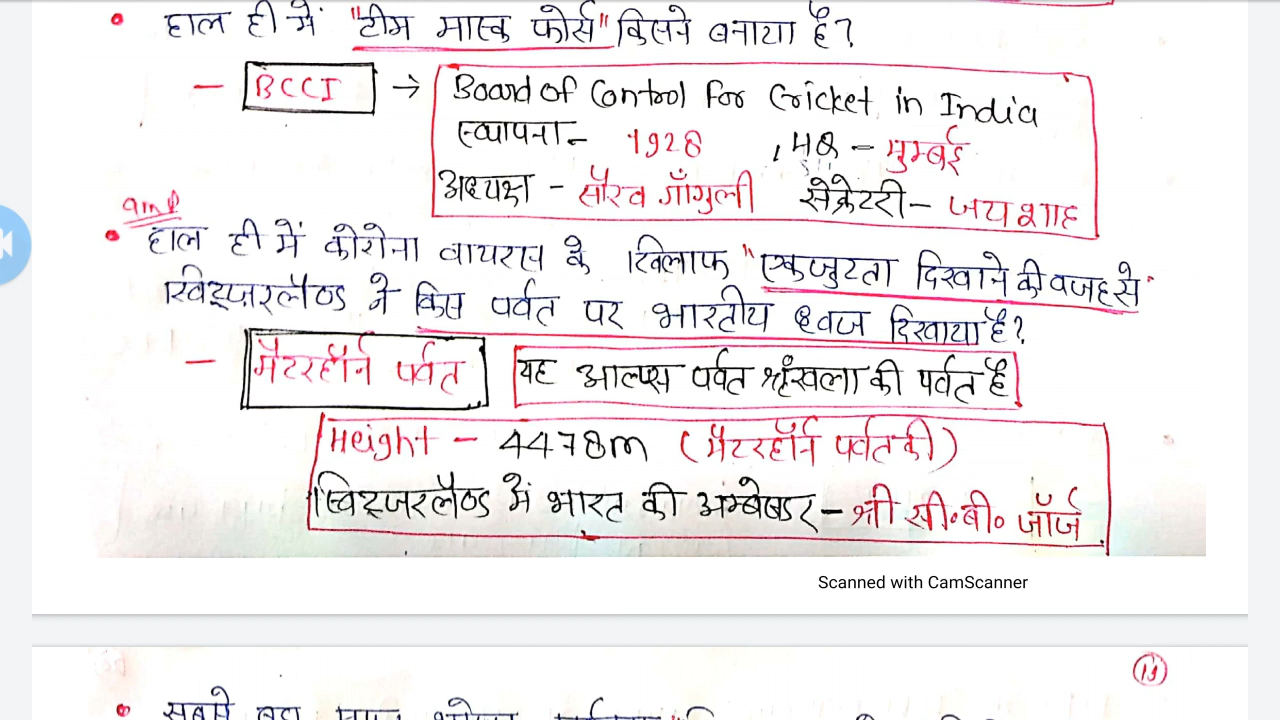 • हाल ही में "टीम मास्क फोर्स" किसने बनाया है?
– BCCI → Board of Control For Cricket in India
स्थापना – 1928 , HQ – मुम्बई
अध्यक्ष – सौरव गाँगुली सेक्रेटरी – जय शाह
Imp
• हाल ही में कोरोना वायरस के खिलाफ "एकजुटता दिखाने की वजह से"
स्विट्जरलैण्ड ने किस पर्वत पर भारतीय ध्वज दिखाया है?
– मैटरहॉर्न पर्वत यह आल्प्स पर्वत श्रृंखला की पर्वत है
Height – 4478m (मैटरहॉर्न पर्वत की)
स्विट्जरलैण्ड में भारत की अम्बेसडर – श्री सी॰बी॰ जॉर्ज
Scanned with CamScanner
• सबसे बड़ा